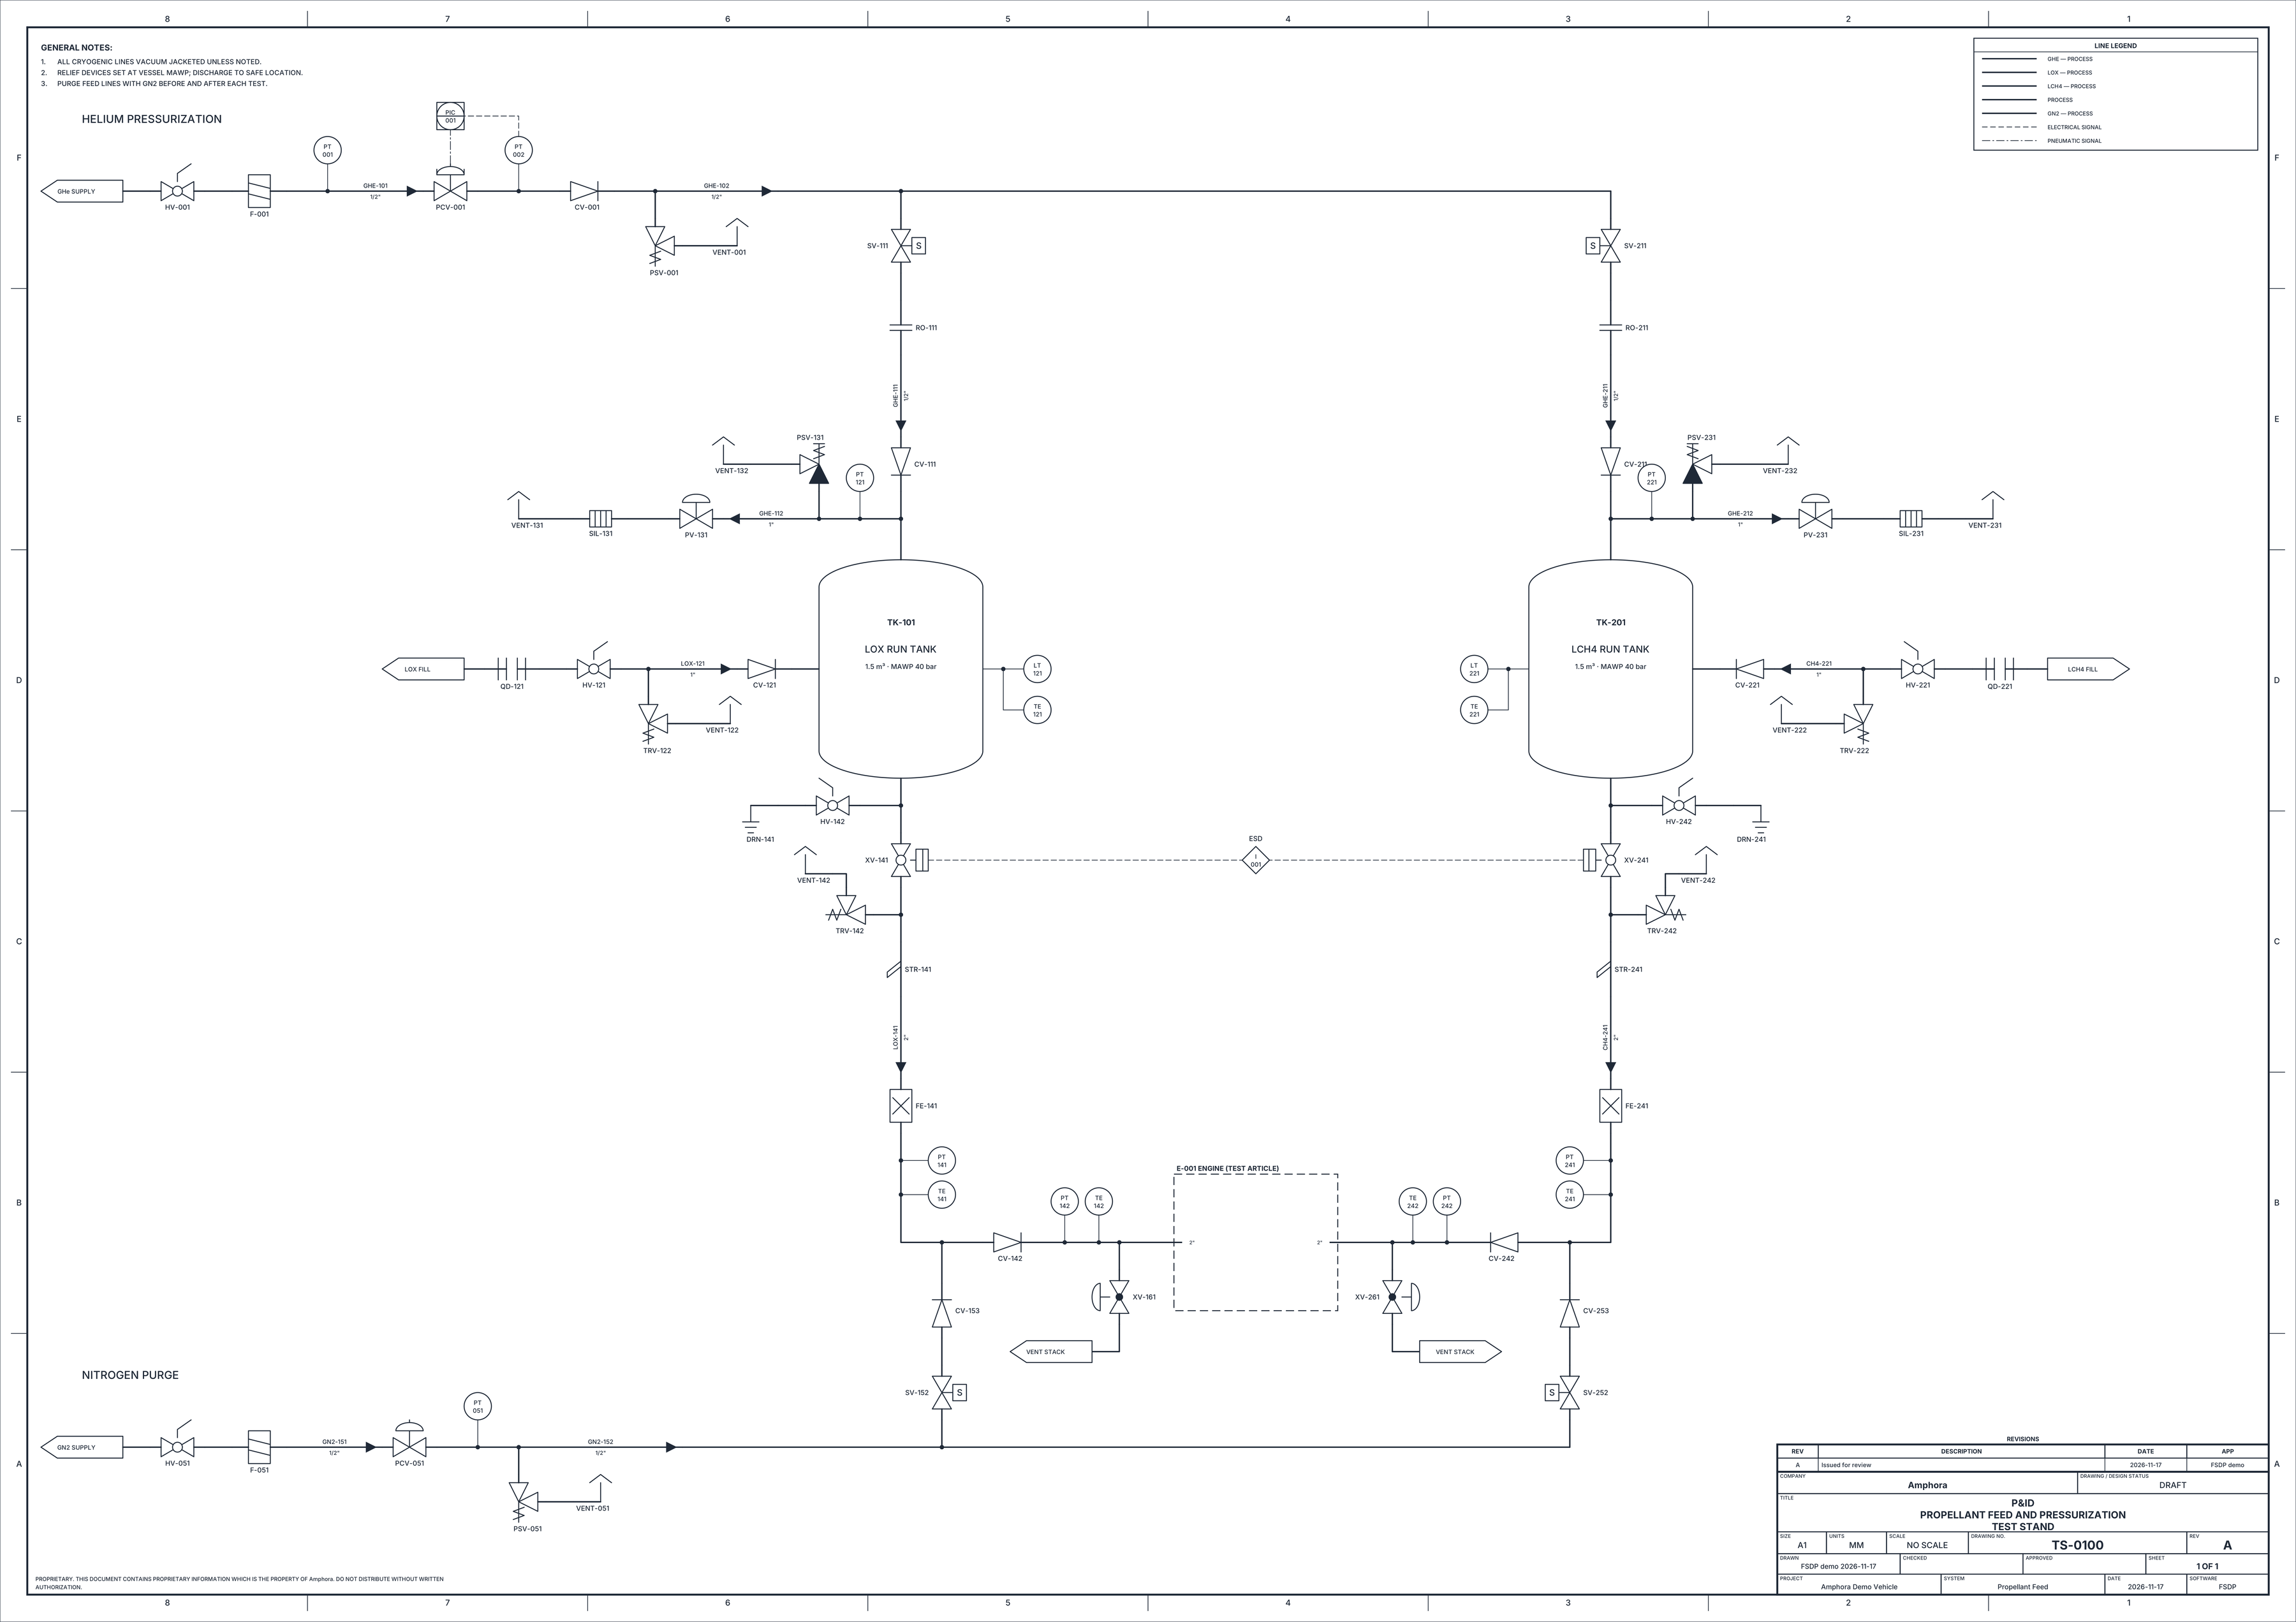 8 7 6 5 4 3 2 1
GENERAL NOTES:
1. ALL CRYOGENIC LINES VACUUM JACKETED UNLESS NOTED.
2. RELIEF DEVICES SET AT VESSEL MAWP; DISCHARGE TO SAFE LOCATION.
3. PURGE FEED LINES WITH GN2 BEFORE AND AFTER EACH TEST.
LINE LEGEND
GHE — PROCESS
LOX — PROCESS
LCH4 — PROCESS
PROCESS
GN2 — PROCESS
ELECTRICAL SIGNAL
PNEUMATIC SIGNAL
HELIUM PRESSURIZATION
PIC
001
PT
001
PT
002
F
F
GHe SUPPLY
HV-001
F-001
GHE-101
1/2"
PCV-001
CV-001
GHE-102
1/2"
PSV-001
VENT-001
SV-111
S
S
SV-211
RO-111
RO-211
GHE-111
1/2"
GHE-211
1/2"
E
E
PSV-131
VENT-132
PT
121
CV-111
CV-211
PT
221
PSV-231
VENT-232
VENT-131
SIL-131
PV-131
GHE-112
1"
GHE-212
1"
PV-231
SIL-231
VENT-231
TK-101
LOX RUN TANK
1.5 m³ · MAWP 40 bar
TK-201
LCH4 RUN TANK
1.5 m³ · MAWP 40 bar
D
D
LOX FILL
QD-121
HV-121
LOX-121
1"
CV-121
TRV-122
VENT-122
LT
121
TE
121
LT
221
TE
221
CV-221
CH4-221
1"
HV-221
QD-221
LCH4 FILL
VENT-222
TRV-222
HV-142
DRN-141
HV-242
DRN-241
XV-141
ESD
I
001
XV-241
VENT-142
TRV-142
VENT-242
TRV-242
C
C
STR-141
STR-241
LOX-141
2"
CH4-241
2"
FE-141
FE-241
PT
141
TE
141
PT
241
TE
241
B
B
E-001 ENGINE (TEST ARTICLE)
PT
142
TE
142
TE
242
PT
242
2"
2"
CV-142
CV-242
CV-153
XV-161
XV-261
CV-253
VENT STACK
VENT STACK
SV-152
S
S
SV-252
NITROGEN PURGE
PT
051
A
A
GN2 SUPPLY
HV-051
F-051
GN2-151
1/2"
PCV-051
GN2-152
1/2"
PSV-051
VENT-051
REVISIONS
REV DESCRIPTION DATE APP
A Issued for review 2026-11-17 FSDP demo
COMPANY
Amphora
DRAWING / DESIGN STATUS
DRAFT
TITLE
P&ID
PROPELLANT FEED AND PRESSURIZATION
TEST STAND
SIZE
A1
UNITS
MM
SCALE
NO SCALE
DRAWING NO.
TS-0100
REV
A
DRAWN
FSDP demo 2026-11-17
CHECKED
APPROVED
SHEET
1 OF 1
PROJECT
Amphora Demo Vehicle
SYSTEM
Propellant Feed
DATE
2026-11-17
SOFTWARE
FSDP
PROPRIETARY. THIS DOCUMENT CONTAINS PROPRIETARY INFORMATION WHICH IS THE PROPERTY OF Amphora. DO NOT DISTRIBUTE WITHOUT WRITTEN
AUTHORIZATION.
8 7 6 5 4 3 2 1